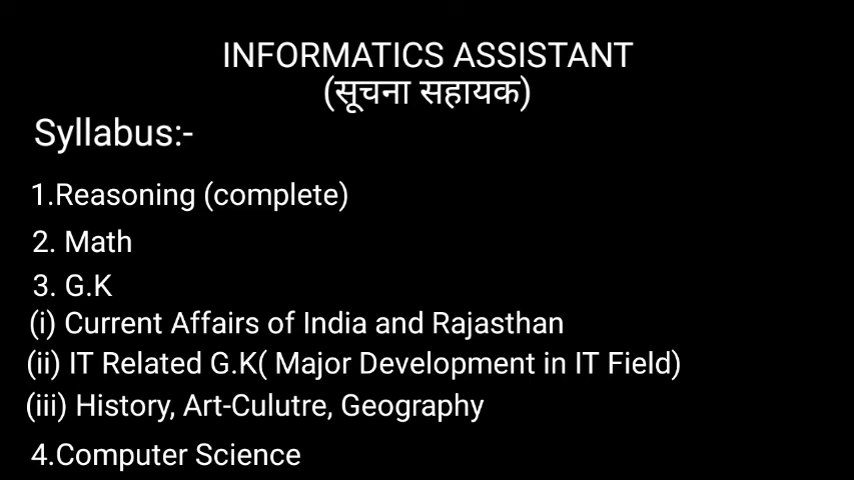 INFORMATICS ASSISTANT
(सूचना सहायक)
Syllabus:-
1.Reasoning (complete)
2. Math
3. G.K
(i) Current Affairs of India and Rajasthan
(ii) IT Related G.K( Major Development in IT Field)
(iii) History, Art-Culutre, Geography
4.Computer Science